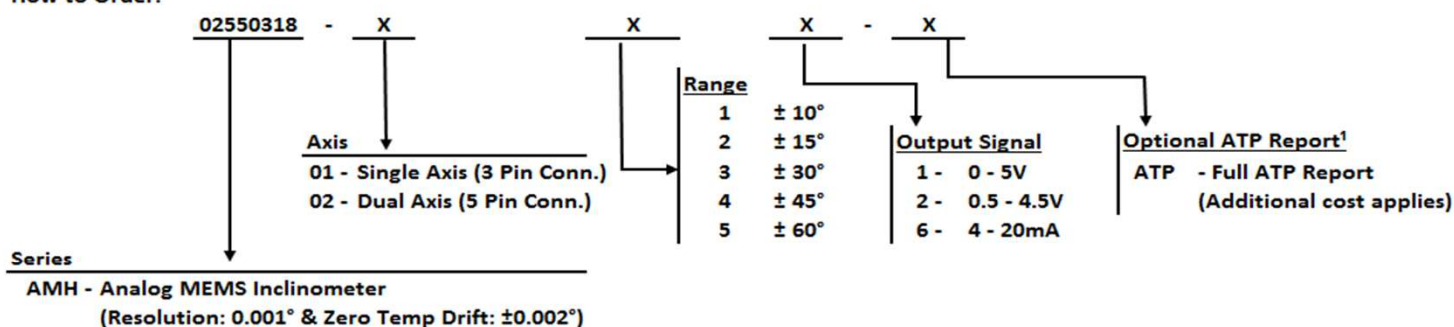 How to Order:
02550318 - X X X - X
Range
1 ± 10°
2 ± 15°
3 ± 30°
4 ± 45°
5 ± 60°
Axis
01 - Single Axis (3 Pin Conn.)
02 - Dual Axis (5 Pin Conn.)
Output Signal
1 - 0 - 5V
2 - 0.5 - 4.5V
6 - 4 - 20mA
Optional ATP Report¹
ATP - Full ATP Report
(Additional cost applies)
Series
AMH - Analog MEMS Inclinometer
(Resolution: 0.001° & Zero Temp Drift: ±0.002°)